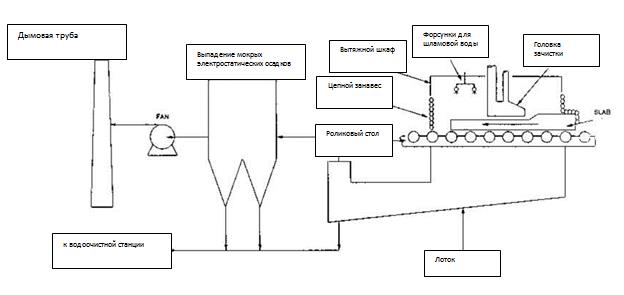 Дымовая труба
Выпадение мокрых
электростатических осадков
Вытяжной шкаф
Форсунки для
шламовой воды
Головка
зачистки
Цепной занавес
FAN
Роликовый стол
SLAB
к водоочистной станции
Лоток